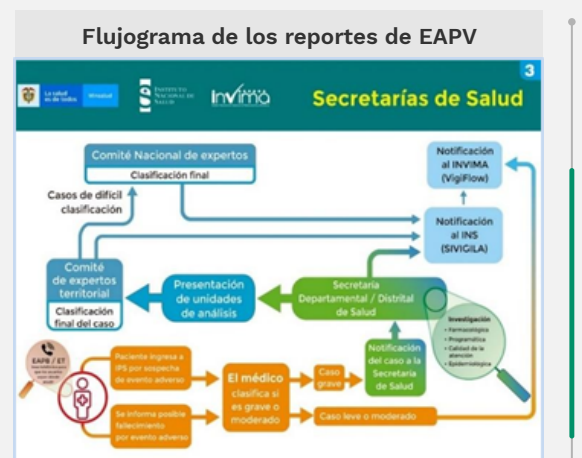 Flujograma de los reportes de EAPV
3
La salud
es de todos
Minsalud
INSTITUTO
NACIONAL DE
SALUD
invima
Secretarías de Salud
Comité Nacional de expertos
Clasificación final
Casos de difícil
clasificación
Notificación
al INVIMA
(VigiFlow)
Notificación
al INS
(SIVIGILA)
Comité
de expertos
territorial
Clasificación
final del caso
Presentación
de unidades
de análisis
Secretaría
Departamental / Distrital
de Salud
Investigación
• Farmacológico
• Programática
• Calidad de la
atención
• Epidemiológica
EAPB / ET
Paciente ingresa a
IPS por sospecha
de evento adverso
Se informa posible
fallecimiento
por evento adverso
El médico
clasifica si
es grave o
moderado
Caso
grave
Notificación
del caso a la
Secretaría
de Salud
Caso leve o moderado